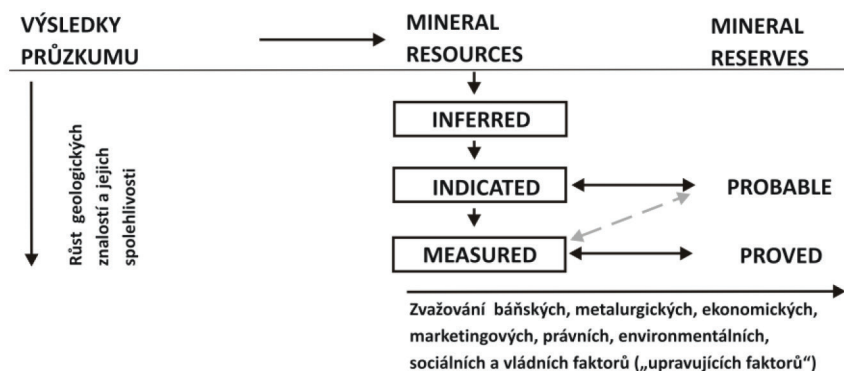 VÝSLEDKY
PRŮZKUMU
MINERAL
RESOURCES
MINERAL
RESERVES
Růst geologických
znalostí a jejich
spolehlivosti
INFERRED
INDICATED
PROBABLE
MEASURED
PROVED
Zvažování báňských, metalurgických, ekonomických,
marketingových, právních, environmentálních,
sociálních a vládních faktorů („upravujících faktorů“)